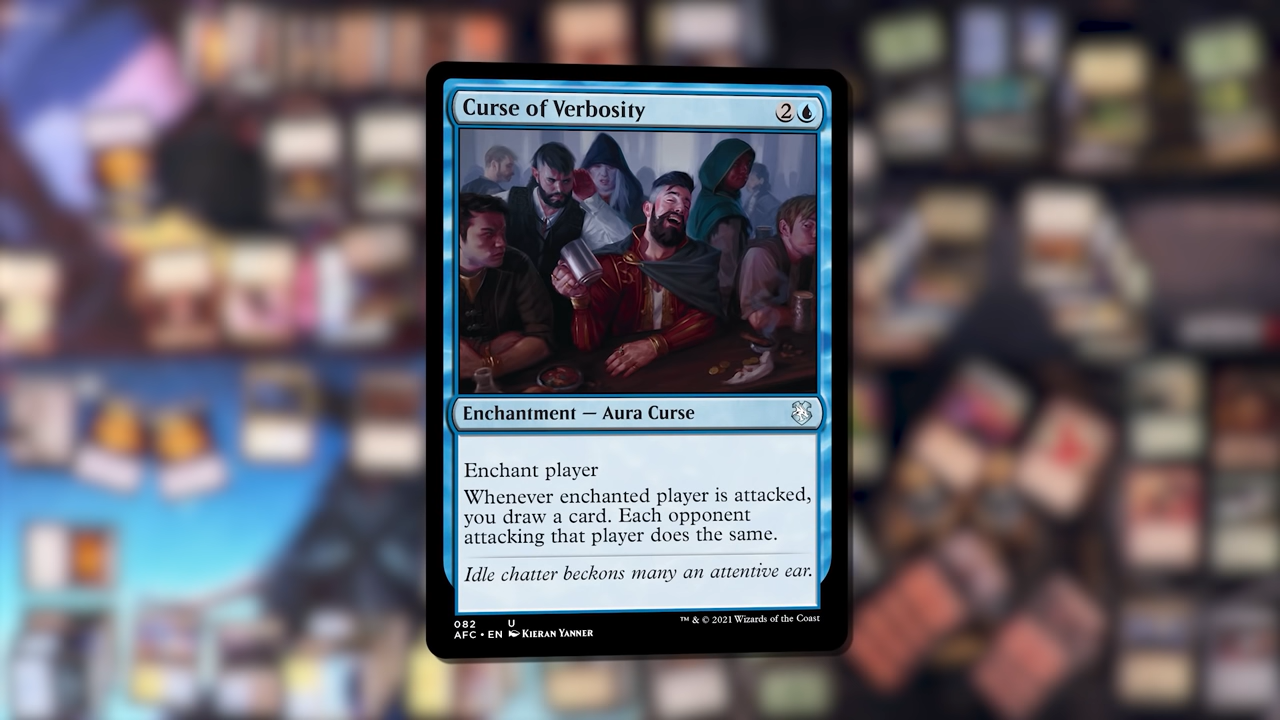 Curse of Verbosity 2
Enchantment — Aura Curse
Enchant player
Whenever enchanted player is attacked,
you draw a card. Each opponent
attacking that player does the same.
Idle chatter beckons many an attentive ear.
082 U
AFC • EN KIERAN YANNER
™ & © 2021 Wizards of the Coast